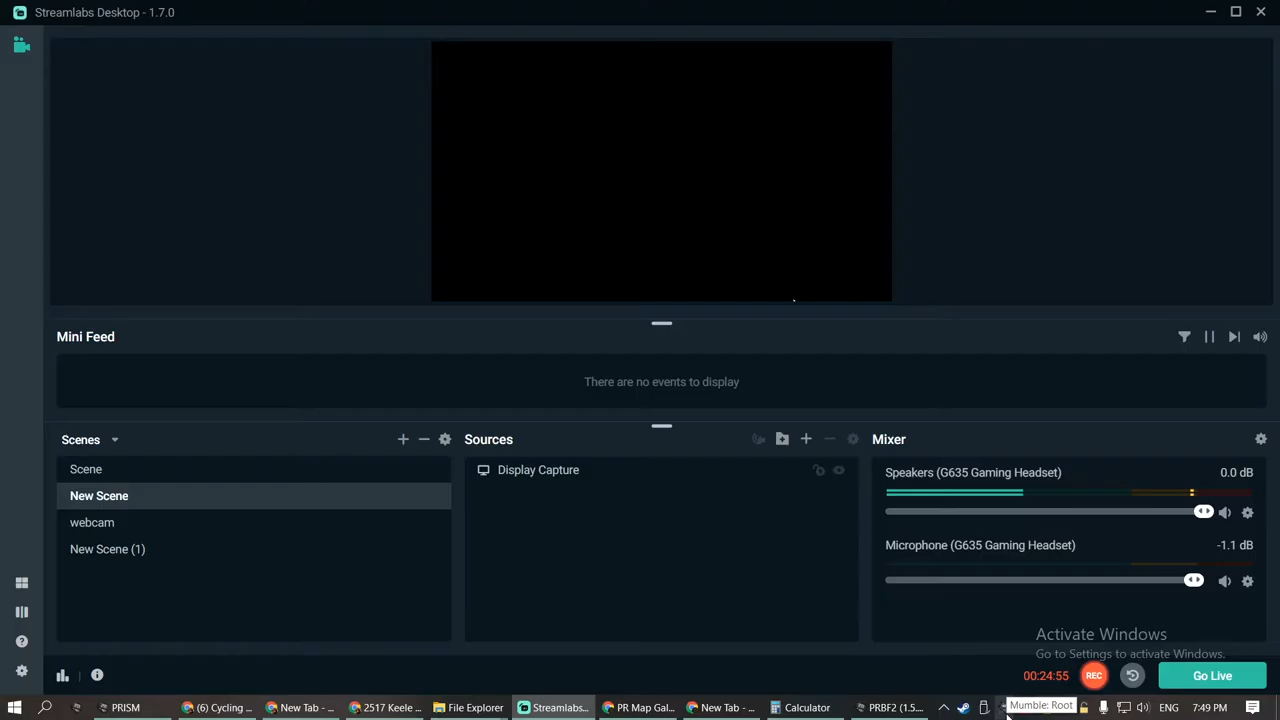 Streamlabs Desktop - 1.7.0
Mini Feed
There are no events to display
Scenes
Scene
New Scene
webcam
New Scene (1)
Sources
Display Capture
Mixer
Speakers (G635 Gaming Headset) 0.0 dB
Microphone (G635 Gaming Headset) -1.1 dB
Activate Windows
Go to Settings to activate Windows.
00:24:55 REC Go Live
PRISM (6) Cycling New Tab - 2517 Keele File Explorer Streamlabs... PR Map Gal... New Tab - Calculator PRBF2 (1.5... Mumble: Root ENG 7:49 PM